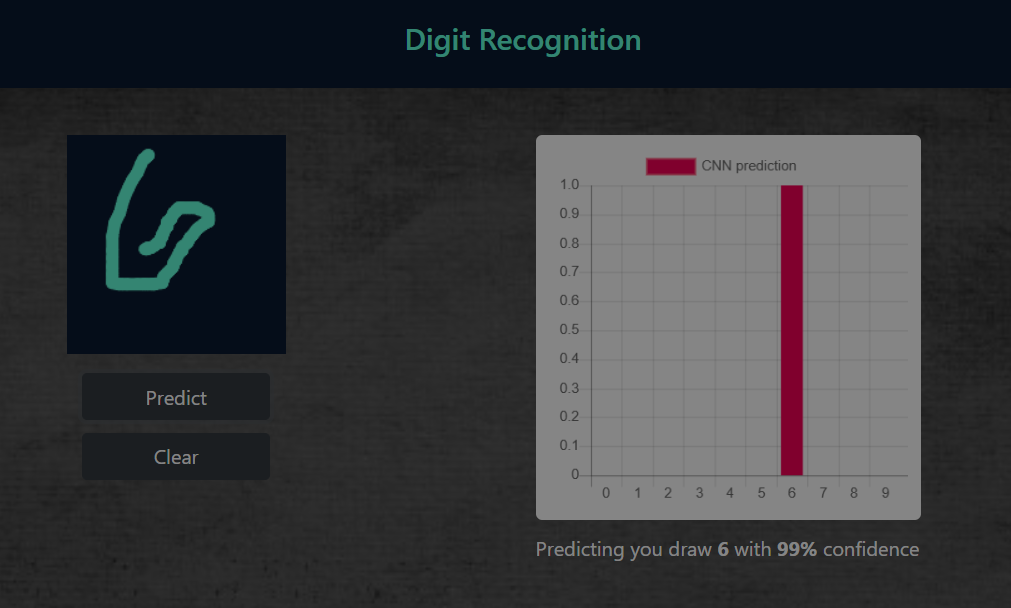 Digit Recognition
6
Predict
Clear
CNN prediction
1.0
0.9
0.8
0.7
0.6
0.5
0.4
0.3
0.2
0.1
0
0 1 2 3 4 5 6 7 8 9
Predicting you draw 6 with 99% confidence